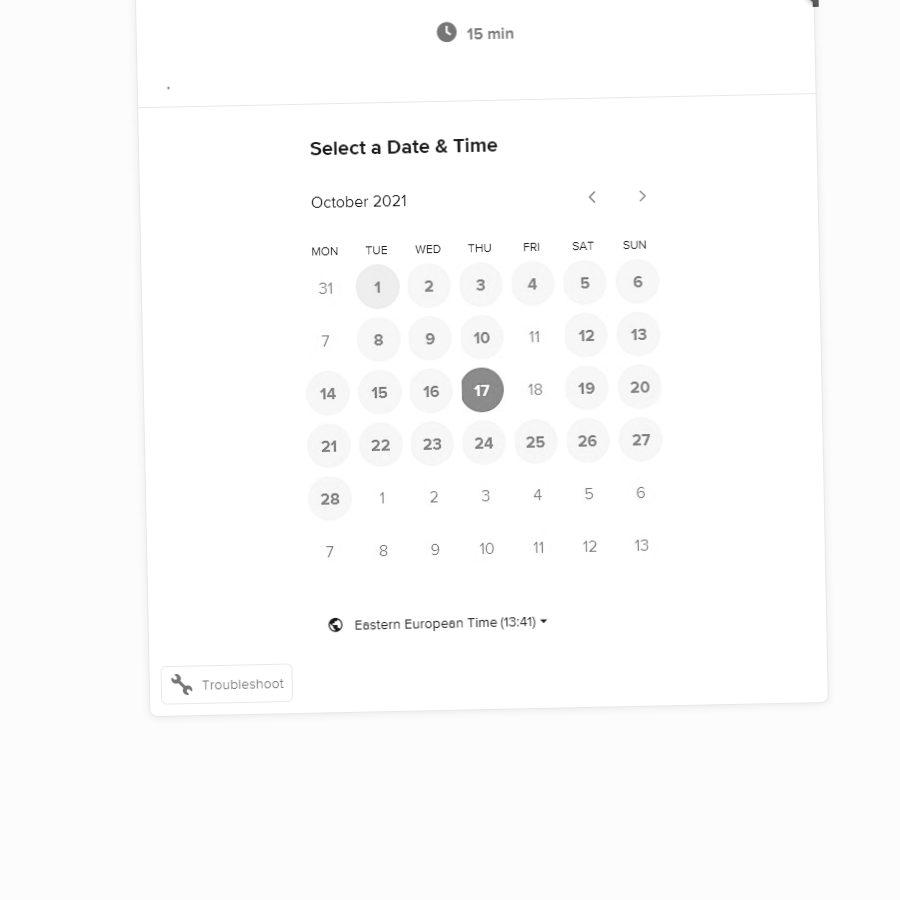 15 min
.
Select a Date & Time
October 2021
MON TUE WED THU FRI SAT SUN
31 1 2 3 4 5 6
7 8 9 10 11 12 13
14 15 16 17 18 19 20
21 22 23 24 25 26 27
28 1 2 3 4 5 6
7 8 9 10 11 12 13
Eastern European Time (13:41)
Troubleshoot